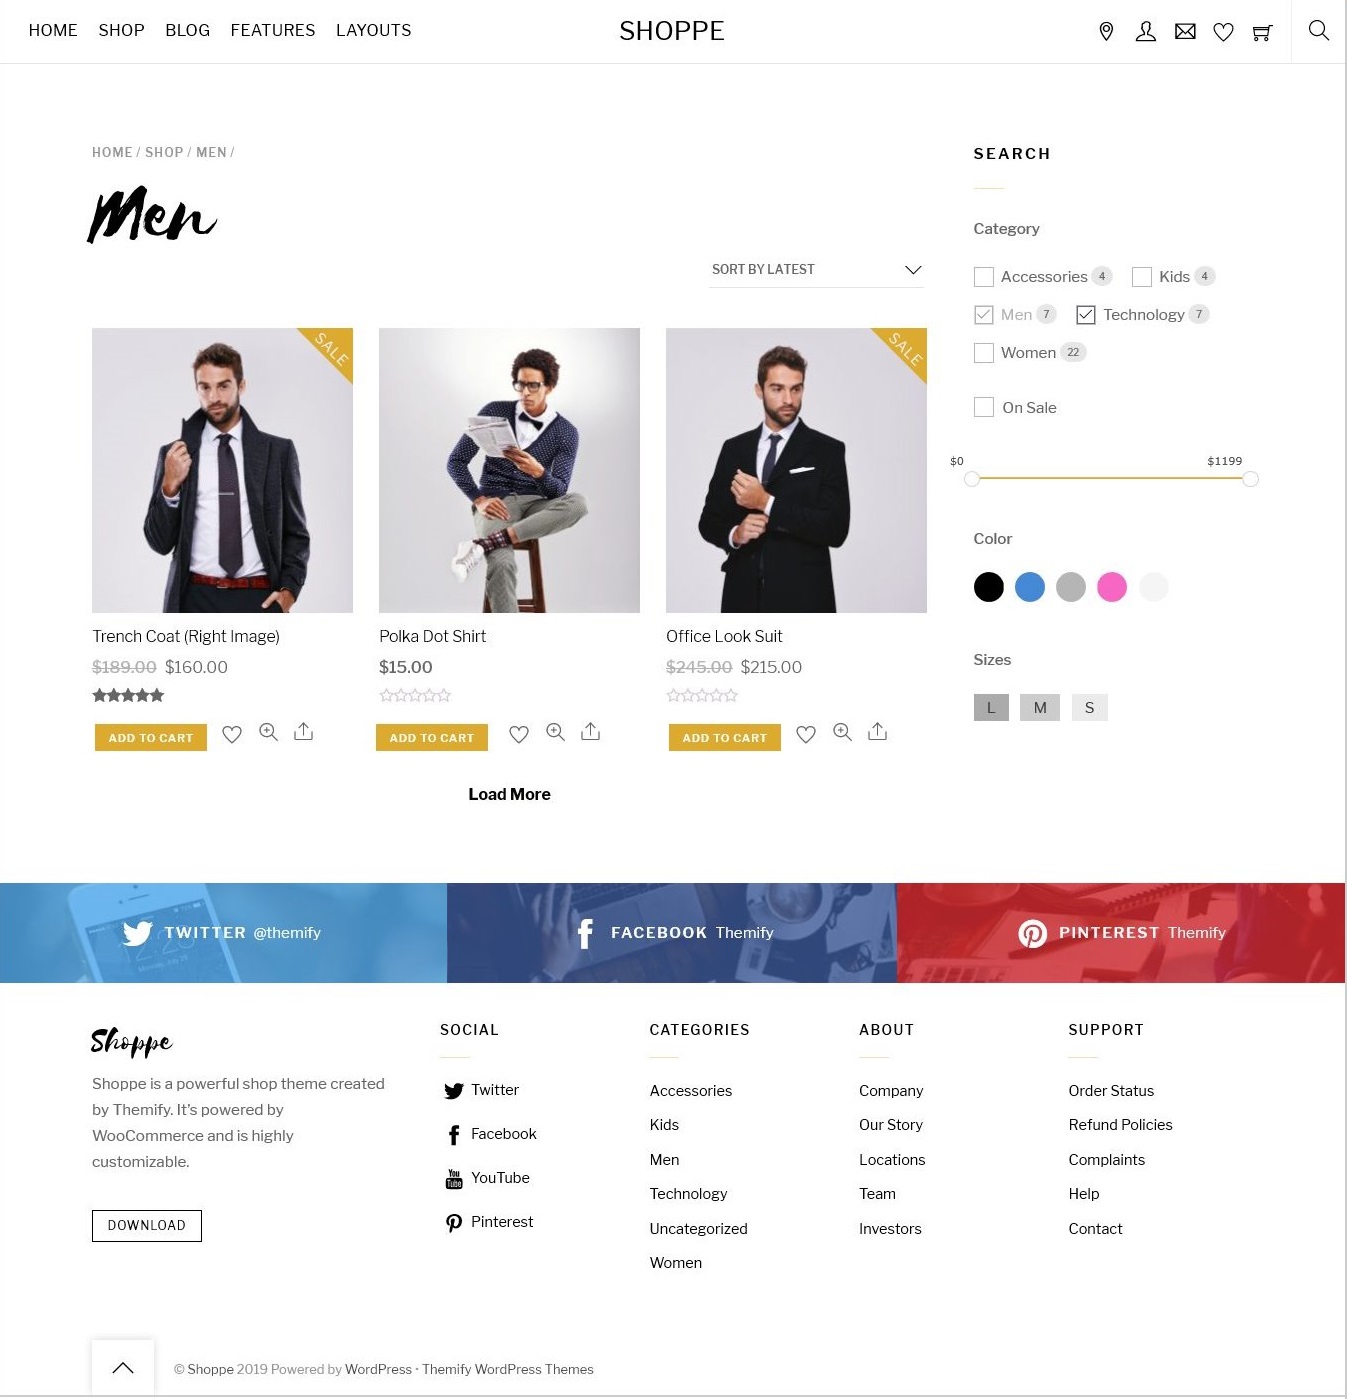 HOME SHOP BLOG FEATURES LAYOUTS SHOPPE
HOME / SHOP / MEN /
Men
SORT BY LATEST
SALE
SALE
Trench Coat (Right Image)
$189.00 $160.00
ADD TO CART
Polka Dot Shirt
$15.00
ADD TO CART
Office Look Suit
$245.00 $215.00
ADD TO CART
Load More
SEARCH
Category
Accessories 4 Kids 4
Men 7 Technology 7
Women 22
On Sale
$0 $1199
Color
Sizes
L M S
TWITTER @themify
FACEBOOK Themify
PINTEREST Themify
Shoppe
Shoppe is a powerful shop theme created
by Themify. It's powered by
WooCommerce and is highly
customizable.
DOWNLOAD
SOCIAL
Twitter
Facebook
You Tube YouTube
Pinterest
CATEGORIES
Accessories
Kids
Men
Technology
Uncategorized
Women
ABOUT
Company
Our Story
Locations
Team
Investors
SUPPORT
Order Status
Refund Policies
Complaints
Help
Contact
© Shoppe 2019 Powered by WordPress • Themify WordPress Themes